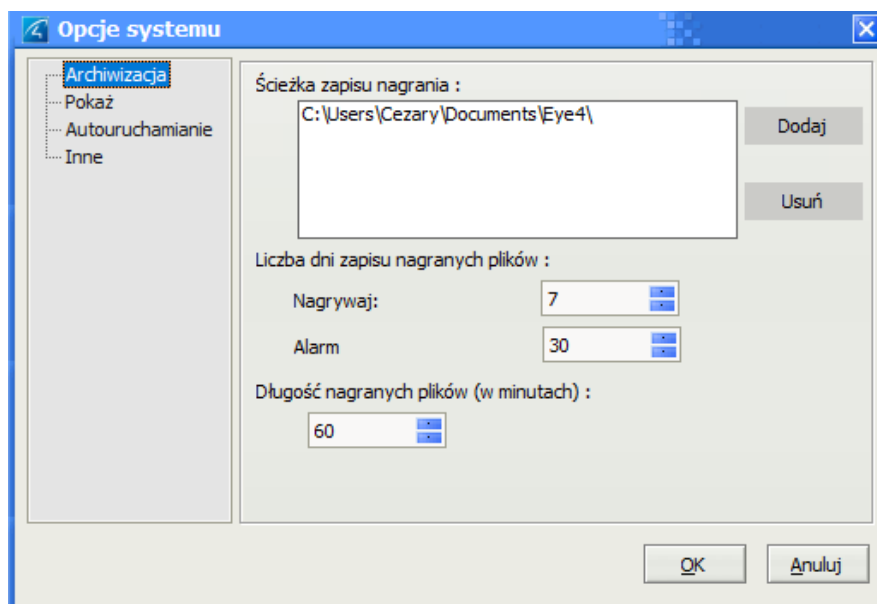 Opcje systemu
Archiwizacja
Pokaż
Autouruchamianie
Inne
Ścieżka zapisu nagrania :
C:\Users\Cezary\Documents\Eye4\
Dodaj
Usuń
Liczba dni zapisu nagranych plików :
Nagrywaj: 7
Alarm 30
Długość nagranych plików (w minutach) :
60
OK Anuluj